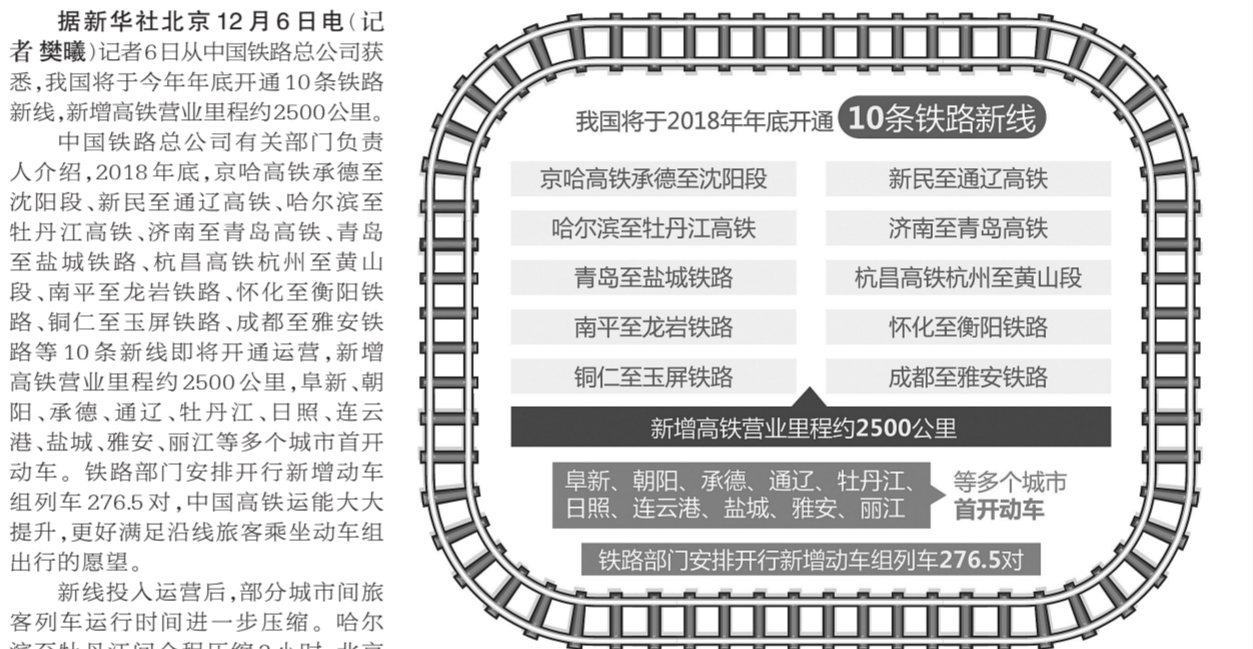 据新华社北京12月6日电(记
者 樊曦)记者6日从中国铁路总公司获
悉,我国将于今年年底开通10条铁路
新线,新增高铁营业里程约2500公里。
中国铁路总公司有关部门负责
人介绍,2018年底,京哈高铁承德至
沈阳段、新民至通辽高铁、哈尔滨至
牡丹江高铁、济南至青岛高铁、青岛
至盐城铁路、杭昌高铁杭州至黄山
段、南平至龙岩铁路、怀化至衡阳铁
路、铜仁至玉屏铁路、成都至雅安铁
路等10条新线即将开通运营,新增
高铁营业里程约2500公里,阜新、朝
阳、承德、通辽、牡丹江、日照、连云
港、盐城、雅安、丽江等多个城市首开
动车。铁路部门安排开行新增动车
组列车276.5对,中国高铁运能大大
提升,更好满足沿线旅客乘坐动车组
出行的愿望。
新线投入运营后,部分城市间旅
客列车运行时间进一步压缩。哈尔
滨至牡丹江间全程压缩2小时,北京
我国将于2018年年底开通 10条铁路新线
京哈高铁承德至沈阳段
新民至通辽高铁
哈尔滨至牡丹江高铁
济南至青岛高铁
青岛至盐城铁路
杭昌高铁杭州至黄山段
南平至龙岩铁路
怀化至衡阳铁路
铜仁至玉屏铁路
成都至雅安铁路
新增高铁营业里程约2500公里
阜新、朝阳、承德、通辽、牡丹江、
日照、连云港、盐城、雅安、丽江
等多个城市
首开动车
铁路部门安排开行新增动车组列车276.5对